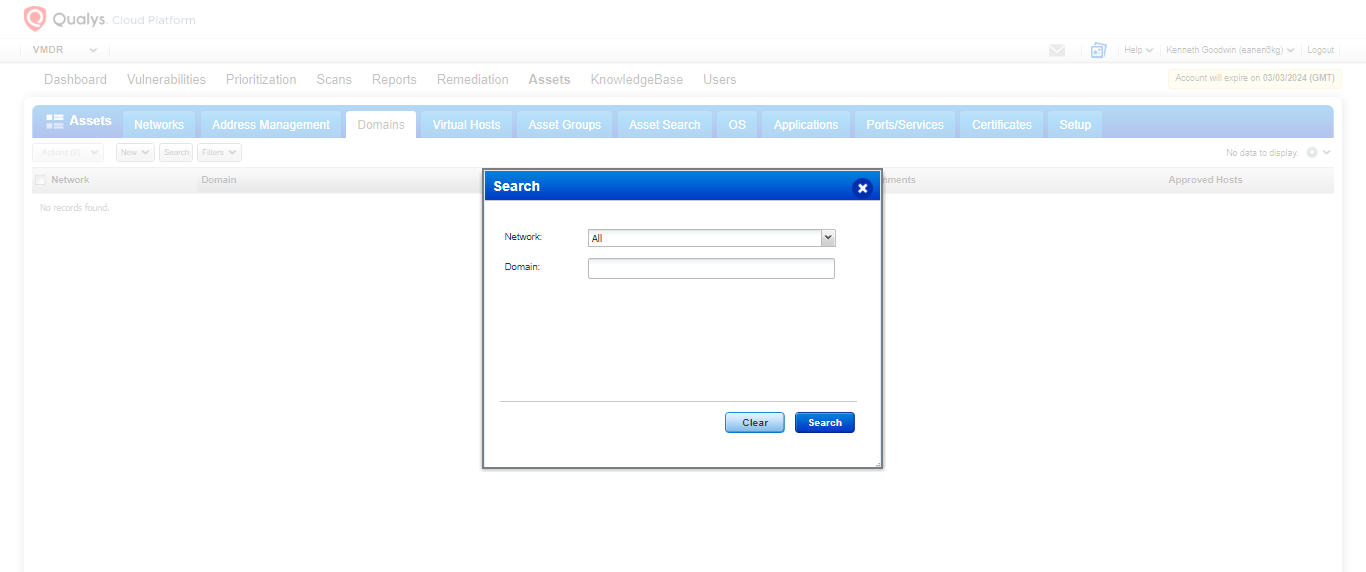 Qualys. Cloud Platform
VMDR
Help
Kenneth Goodwin (eanen5kg)
Logout
Dashboard Vulnerabilities Prioritization Scans Reports Remediation Assets KnowledgeBase Users
Account will expire on 03/03/2024 (GMT)
Assets Networks Address Management Domains Virtual Hosts Asset Groups Asset Search OS Applications Ports/Services Certificates Setup
Actions (0) New Search Filters No data to display.
Network Domain Approved Hosts
No records found.
Search
Network: All
Domain:
Clear Search